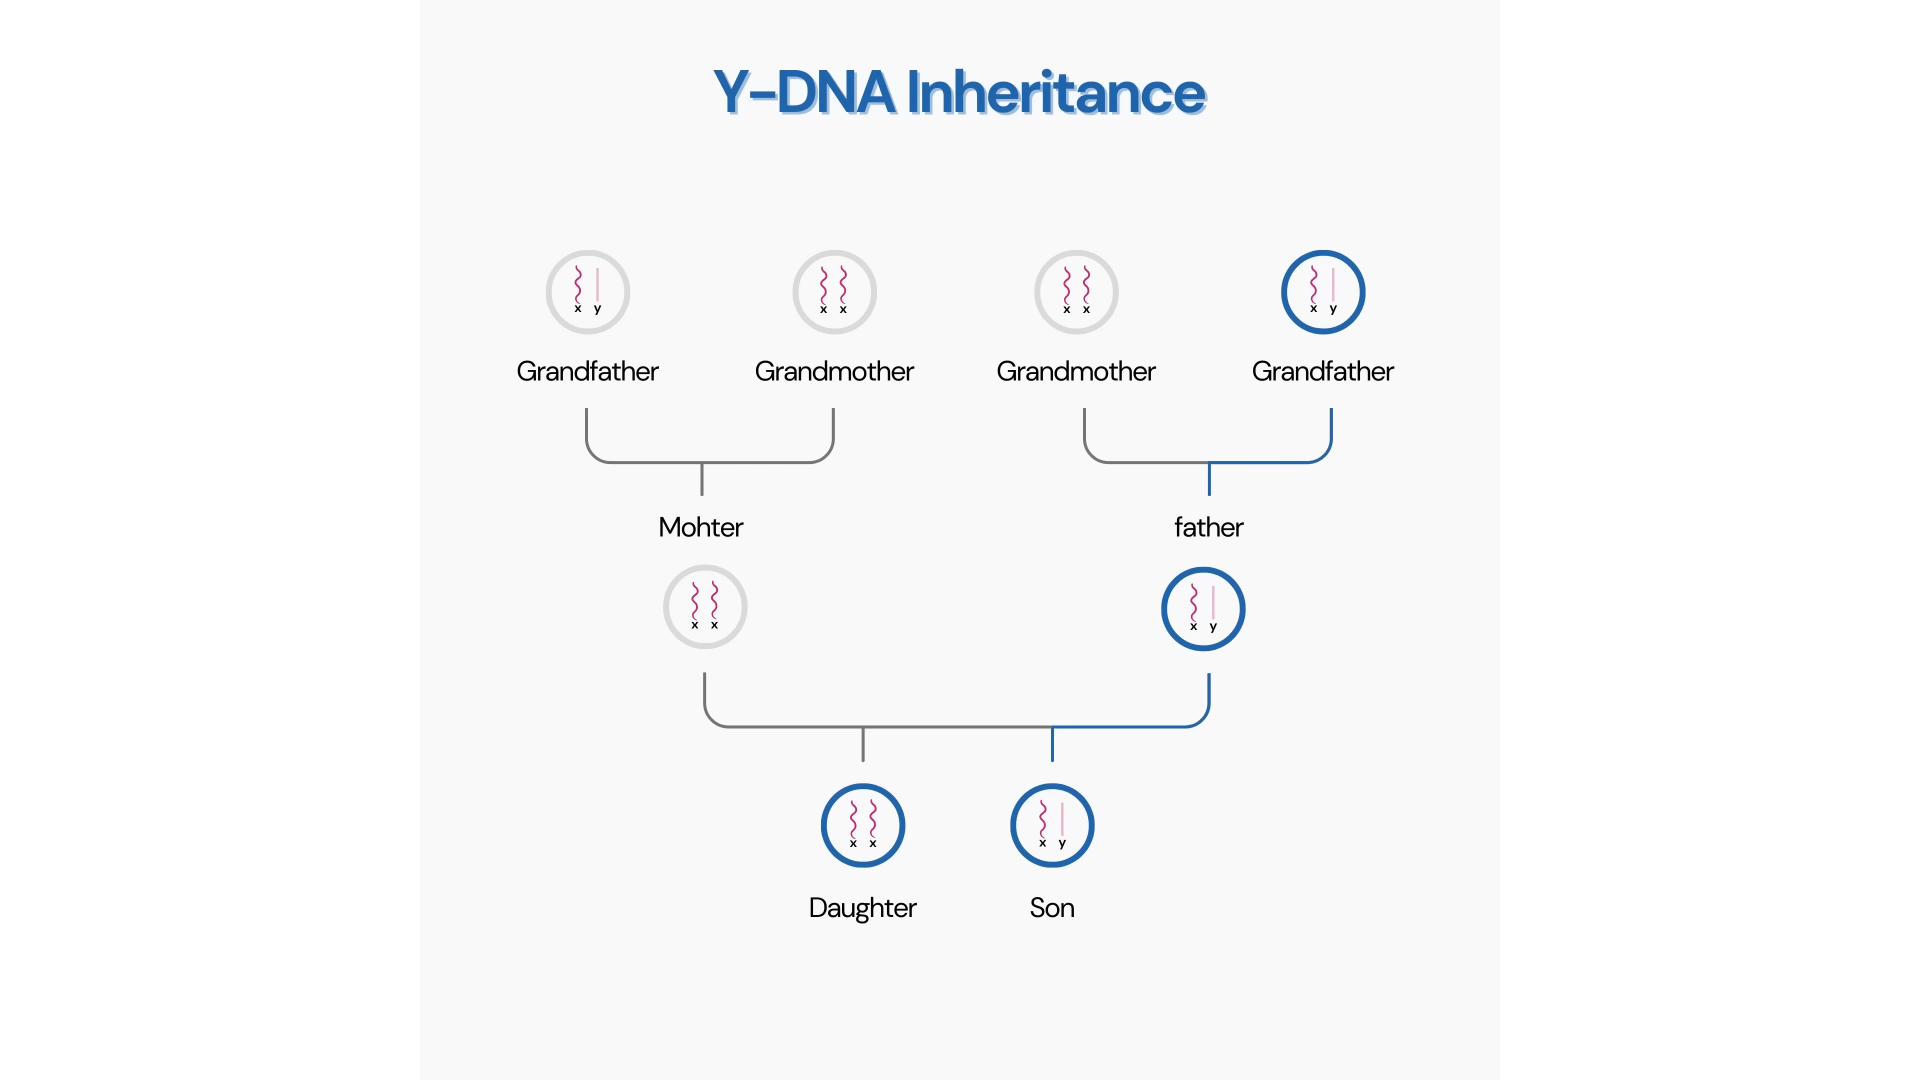 Y-DNA Inheritance
x y
x x
x x
x y
Grandfather
Grandmother
Grandmother
Grandfather
Mohter
father
x x
x y
x x
x y
Daughter
Son